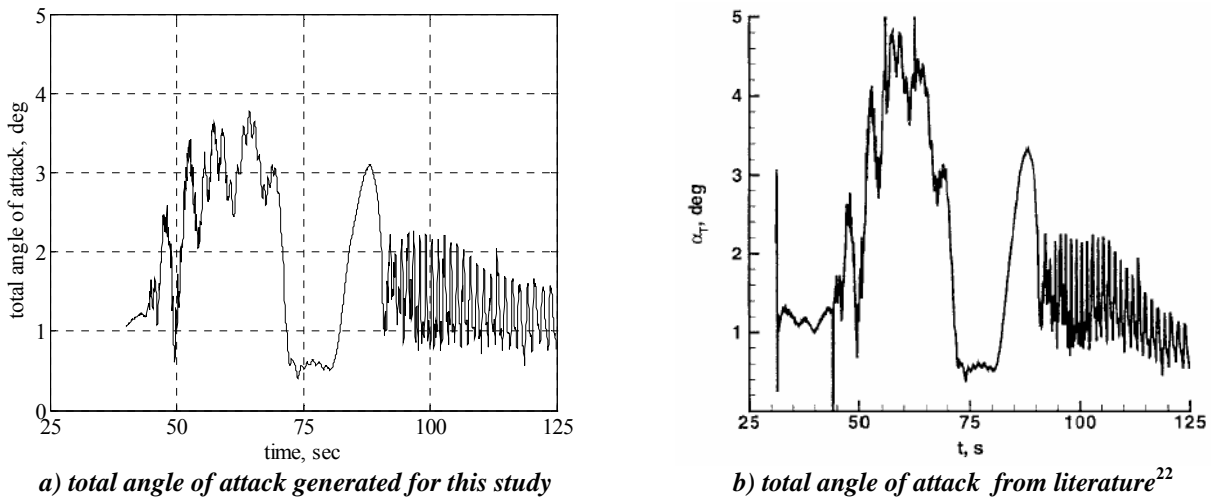 5
4
3
2
1
0
total angle of attack, deg
25 50 75 100 125
time, sec
a) total angle of attack generated for this study
5
4
3
2
1
α_T, deg
25 50 75 100 125
t, s
b) total angle of attack from literature22